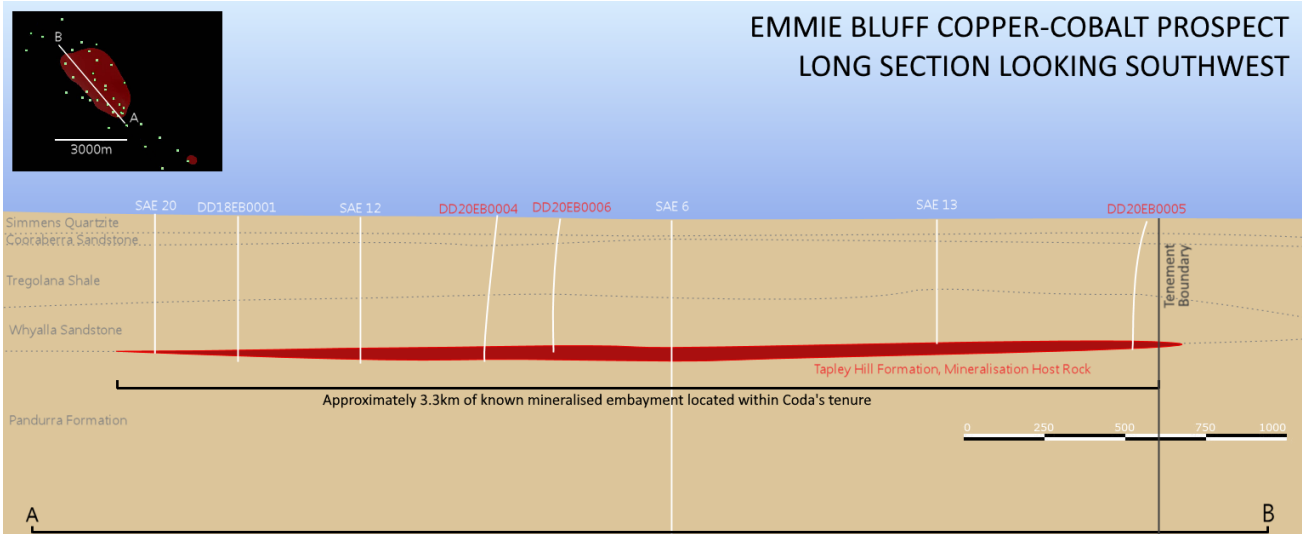 EMMIE BLUFF COPPER-COBALT PROSPECT
LONG SECTION LOOKING SOUTHWEST
B
A
3000m
SAE 20
DD18EB0001
SAE 12
DD20EB0004
DD20EB0006
SAE 6
SAE 13
DD20EB0005
Simmens Quartzite
Cooraberra Sandstone
Tregolana Shale
Tenement
Boundary
Whyalla Sandstone
Tapley Hill Formation, Mineralisation Host Rock
Approximately 3.3km of known mineralised embayment located within Coda's tenure
Pandurra Formation
0 250 500 750 1000
A
B